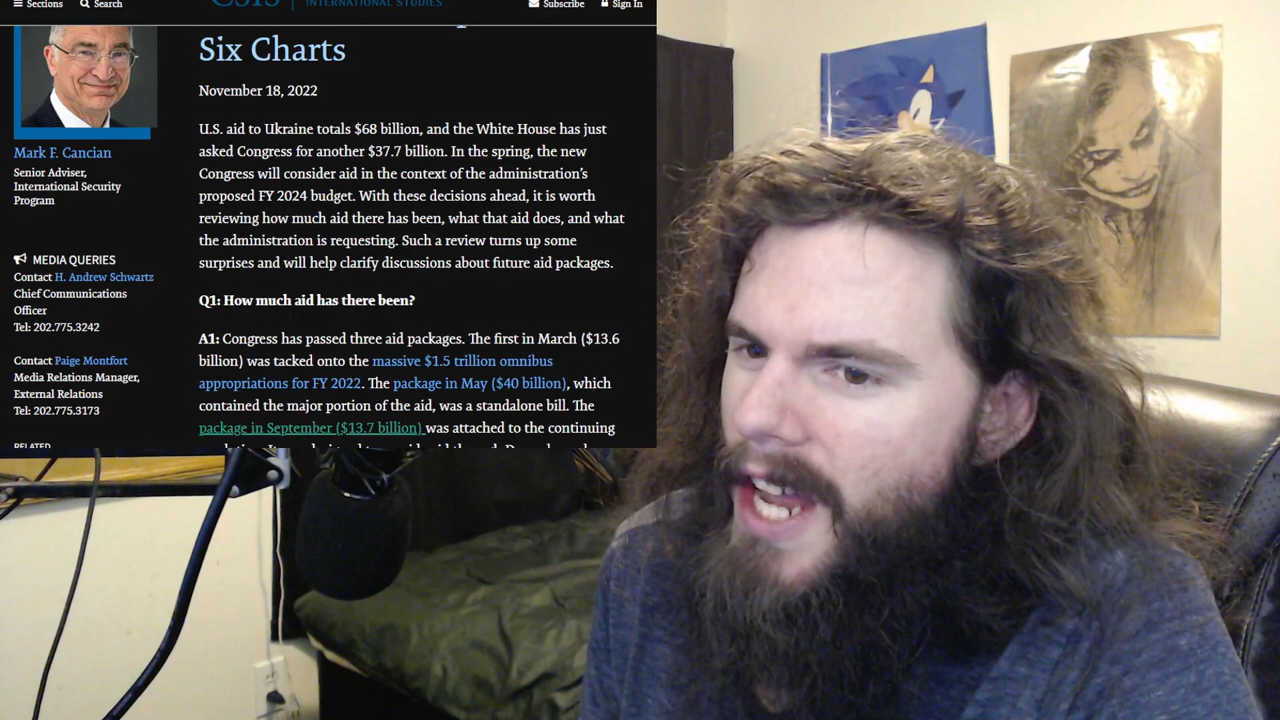 Sections
Search
CSIS
INTERNATIONAL STUDIES
Subscribe
Sign In
Six Charts
November 18, 2022
Mark F. Cancian
Senior Adviser,
International Security
Program
MEDIA QUERIES
Contact H. Andrew Schwartz
Chief Communications
Officer
Tel: 202.775.3242
Contact Paige Montfort
Media Relations Manager,
External Relations
Tel: 202.775.3173
RELATED
U.S. aid to Ukraine totals $68 billion, and the White House has just
asked Congress for another $37.7 billion. In the spring, the new
Congress will consider aid in the context of the administration's
proposed FY 2024 budget. With these decisions ahead, it is worth
reviewing how much aid there has been, what that aid does, and what
the administration is requesting. Such a review turns up some
surprises and will help clarify discussions about future aid packages.
Q1: How much aid has there been?
A1: Congress has passed three aid packages. The first in March ($13.6
billion) was tacked onto the massive $1.5 trillion omnibus
appropriations for FY 2022. The package in May ($40 billion), which
contained the major portion of the aid, was a standalone bill. The
package in September ($13.7 billion) was attached to the continuing